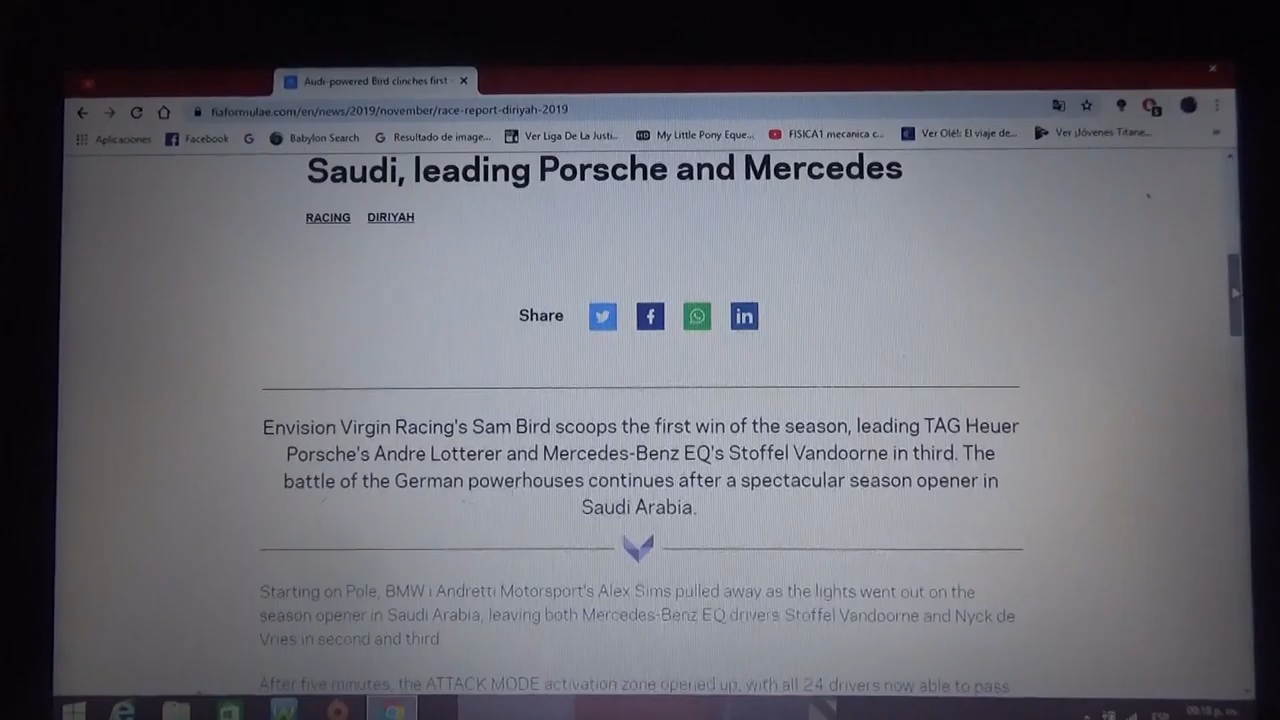 Audi-powered Bird clinches first
fiaformulae.com/en/news/2019/november/race-report-diriyah-2019
Aplicaciones Facebook Babylon Search Resultado de image... Ver Liga De La Justi... My Little Pony Eque... FISICA1 mecanica c... Ver Olé!: El viaje de... Ver ¡Jóvenes Titane...
Saudi, leading Porsche and Mercedes
RACING DIRIYAH
Share
Envision Virgin Racing's Sam Bird scoops the first win of the season, leading TAG Heuer
Porsche's Andre Lotterer and Mercedes-Benz EQ's Stoffel Vandoorne in third. The
battle of the German powerhouses continues after a spectacular season opener in
Saudi Arabia.
Starting on Pole, BMW i Andretti Motorsport's Alex Sims pulled away as the lights went out on the
season opener in Saudi Arabia, leaving both Mercedes-Benz EQ drivers Stoffel Vandoorne and Nyck de
Vries in second and third
After five minutes, the ATTACK MODE activation zone opened up, with all 24 drivers now able to pass